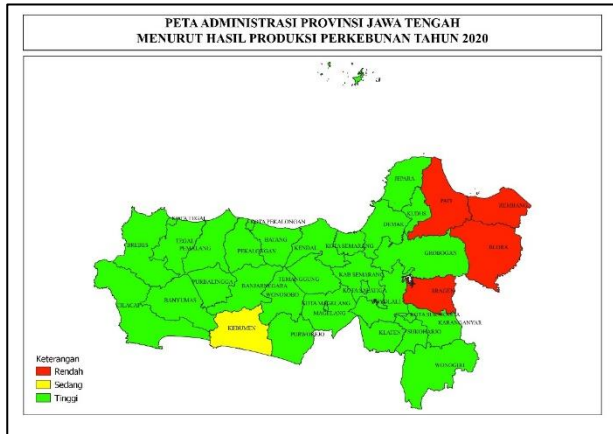 PETA ADMINISTRASI PROVINSI JAWA TENGAH
MENURUT HASIL PRODUKSI PERKEBUNAN TAHUN 2020
JEPARA
PATI
REMBANG
KUDUS
DEMAK
BLORA
GROBOGAN
KOTA TEGAL
KOTA PEKALONGAN
BREBES
TEGAL
PEMALANG
PEKALONGAN
BATANG
KENDAL
KOTA SEMARANG
KAB SEMARANG
TEMANGGUNG
PURBALINGGA
BANJARNEGARA
WONOSOBO
KOTA SALATIGA
SRAGEN
CILACAP
BANYUMAS
KOTA MAGELANG
MAGELANG
BOYOLALI
KARANGANYAR
KEBUMEN
PURWOREJO
KLATEN
SUKOHARJO
WONOGIRI
Keterangan
Rendah
Sedang
Tinggi